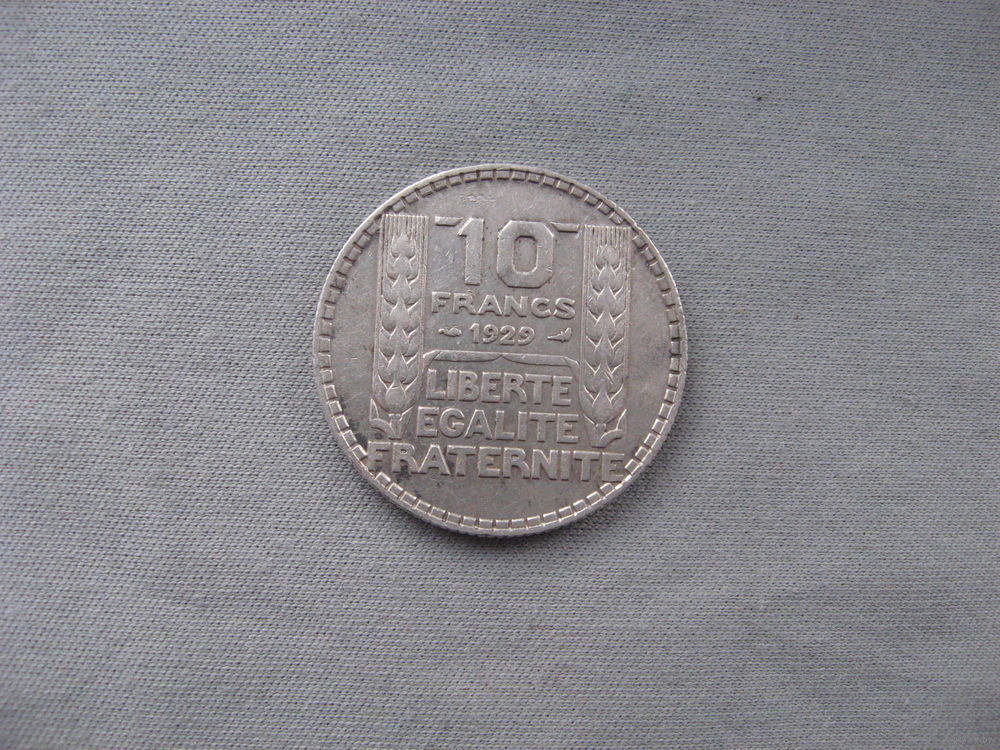 10
FRANCS
1929
LIBERTE
EGALITE
FRATERNITE